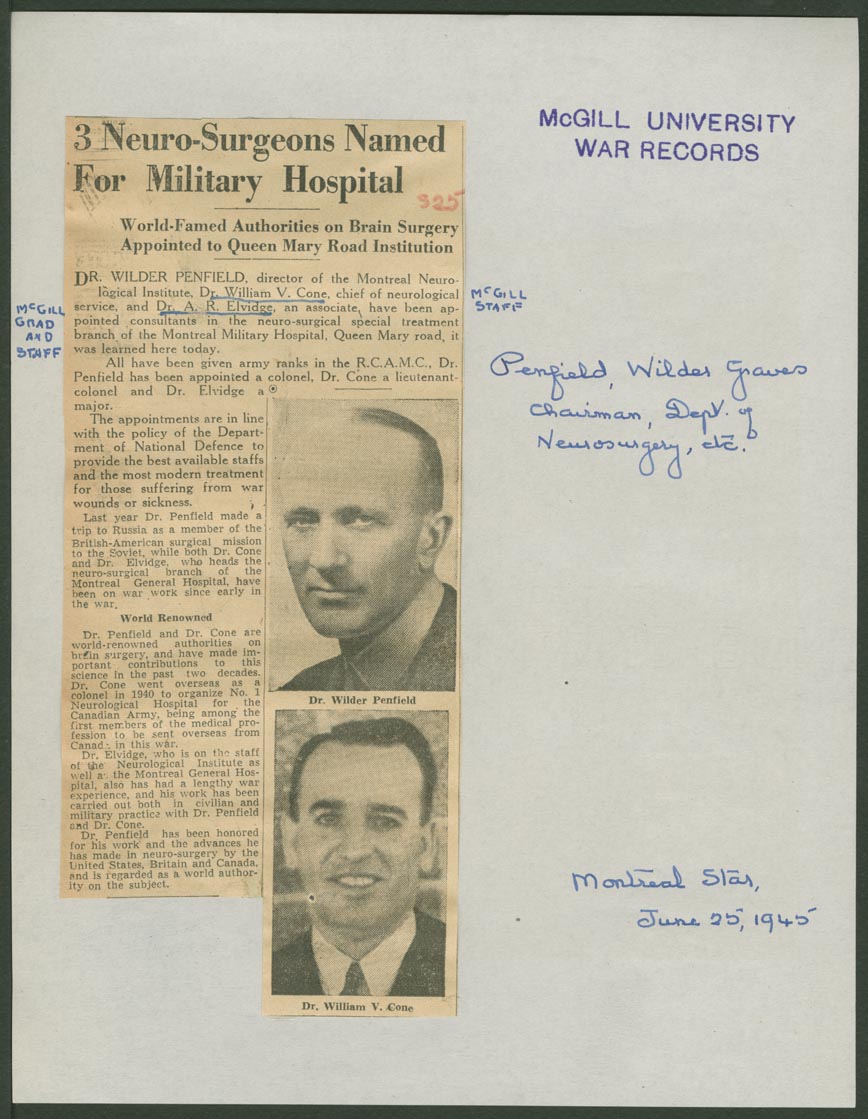 McGILL UNIVERSITY
WAR RECORDS
3 Neuro-Surgeons Named
For Military Hospital
S25
World-Famed Authorities on Brain Surgery
Appointed to Queen Mary Road Institution
DR. WILDER PENFIELD, director of the Montreal Neuro-
logical Institute, Dr. William V. Cone, chief of neurological
service, and Dr. A. R. Elvidge, an associate, have been ap-
pointed consultants in the neuro-surgical special treatment
branch of the Montreal Military Hospital, Queen Mary road, it
was learned here today.
All have been given army ranks in the R.C.A.M.C., Dr.
Penfield has been appointed a colonel, Dr. Cone a lieutenant-
colonel and Dr. Elvidge a
major.
The appointments are in line
with the policy of the Depart-
ment of National Defence to
provide the best available staffs
and the most modern treatment
for those suffering from war
wounds or sickness.
Last year Dr. Penfield made a
trip to Russia as a member of the
British-American surgical mission
to the Soviet, while both Dr. Cone
and Dr. Elvidge, who heads the
neuro-surgical branch of the
Montreal General Hospital, have
been on war work since early in
the war.
World Renowned
Dr. Penfield and Dr. Cone are
world-renowned authorities on
brain surgery, and have made im-
portant contributions to this
science in the past two decades.
Dr. Cone went overseas as a
colonel in 1940 to organize No. 1
Neurological Hospital for the
Canadian Army, being among the
first members of the medical pro-
fession to be sent overseas from
Canada in this war.
Dr. Elvidge, who is on the staff
of the Neurological Institute as
well as the Montreal General Hos-
pital, also has had a lengthy war
experience, and his work has been
carried out both in civilian and
military practice with Dr. Penfield
and Dr. Cone.
Dr. Penfield has been honored
for his work and the advances he
has made in neuro-surgery by the
United States, Britain and Canada,
and is regarded as a world author-
ity on the subject.
Dr. Wilder Penfield
Dr. William V. Cone
McGILL
GRAD
AND
STAFF
McGILL
STAFF
Penfield, Wilder Graves
Chairman, Dept. of
Neurosurgery, etc.
Montreal Star,
June 25, 1945